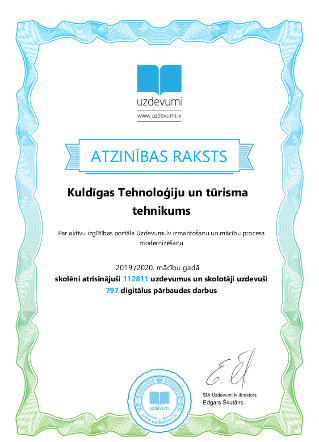 uzdevumi
www.uzdevumi.lv
ATZINĪBAS RAKSTS
Kuldīgas Tehnoloģiju un tūrisma
tehnikums
Par aktīvu izglītības portāla Uzdevumi.lv izmantošanu un mācību procesa
modernizēšanu
2019./2020. mācību gadā
skolēni atrisinājuši 112811 uzdevumus un skolotāji uzdevuši
797 digitālus pārbaudes darbus
SIA Uzdevumi.lv direktors
Edgars Škutāns
uzdevumi